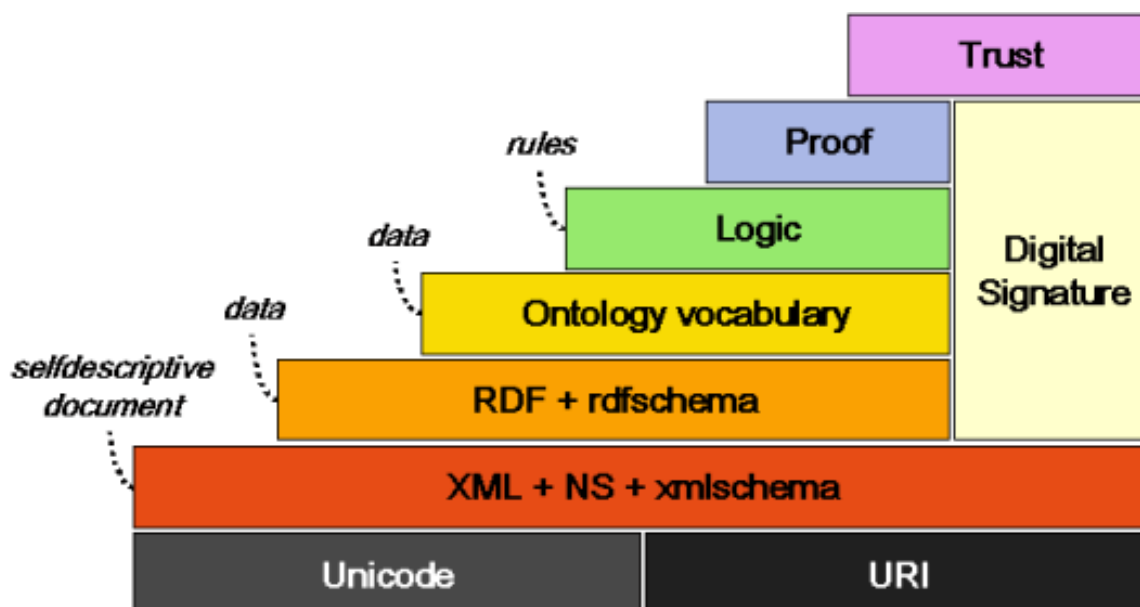 Trust
Proof
rules
Logic
data
Digital
Signature
Ontology vocabulary
data
RDF + rdfschema
selfdescriptive
document
XML + NS + xmlschema
Unicode
URI